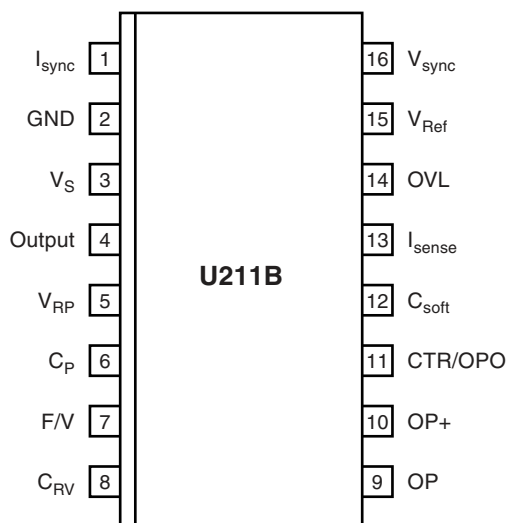 I_sync 1 16 V_sync
GND 2 15 V_Ref
V_S 3 14 OVL
Output 4 13 I_sense
U211B
V_RP 5 12 C_soft
C_P 6 11 CTR/OPO
F/V 7 10 OP+
C_RV 8 9 OP